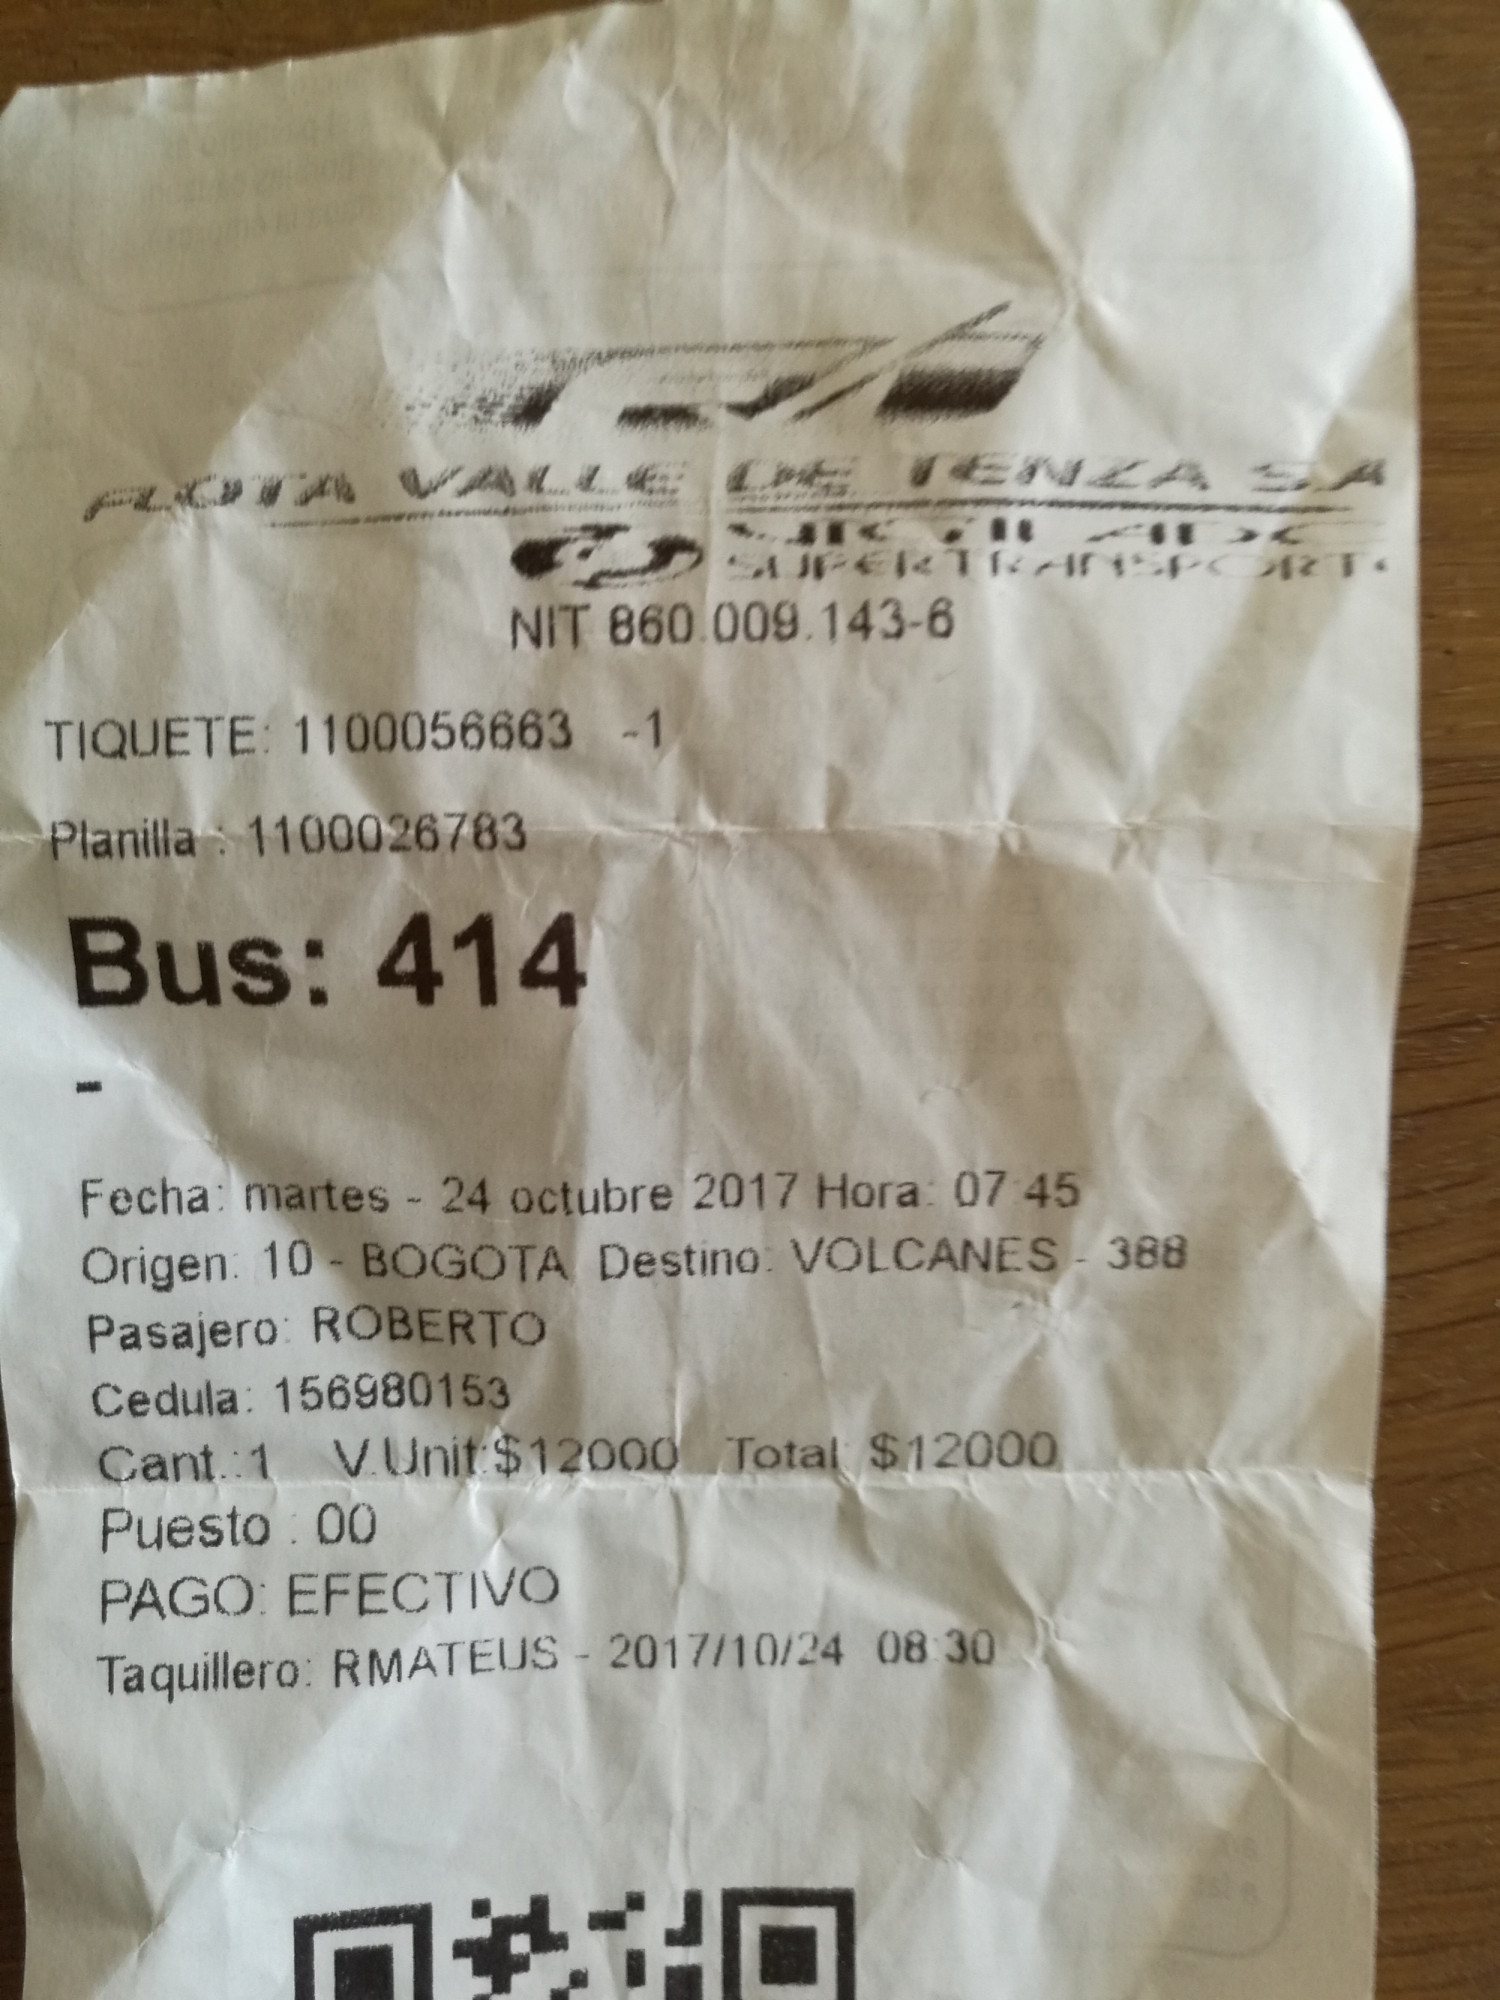 FLOTA VALLE DE TENZA SA
VIGILADO
SUPERTRANSPORTE
NIT 860.009.143-6
TIQUETE: 1100056663 -1
Planilla : 1100026783
Bus: 414
-
Fecha: martes - 24 octubre 2017 Hora: 07:45
Origen: 10 - BOGOTA Destino: VOLCANES - 388
Pasajero: ROBERTO
Cedula: 156980153
Cant.:1 V.Unit:$12000 Total: $12000
Puesto : 00
PAGO: EFECTIVO
Taquillero: RMATEUS - 2017/10/24 08:30